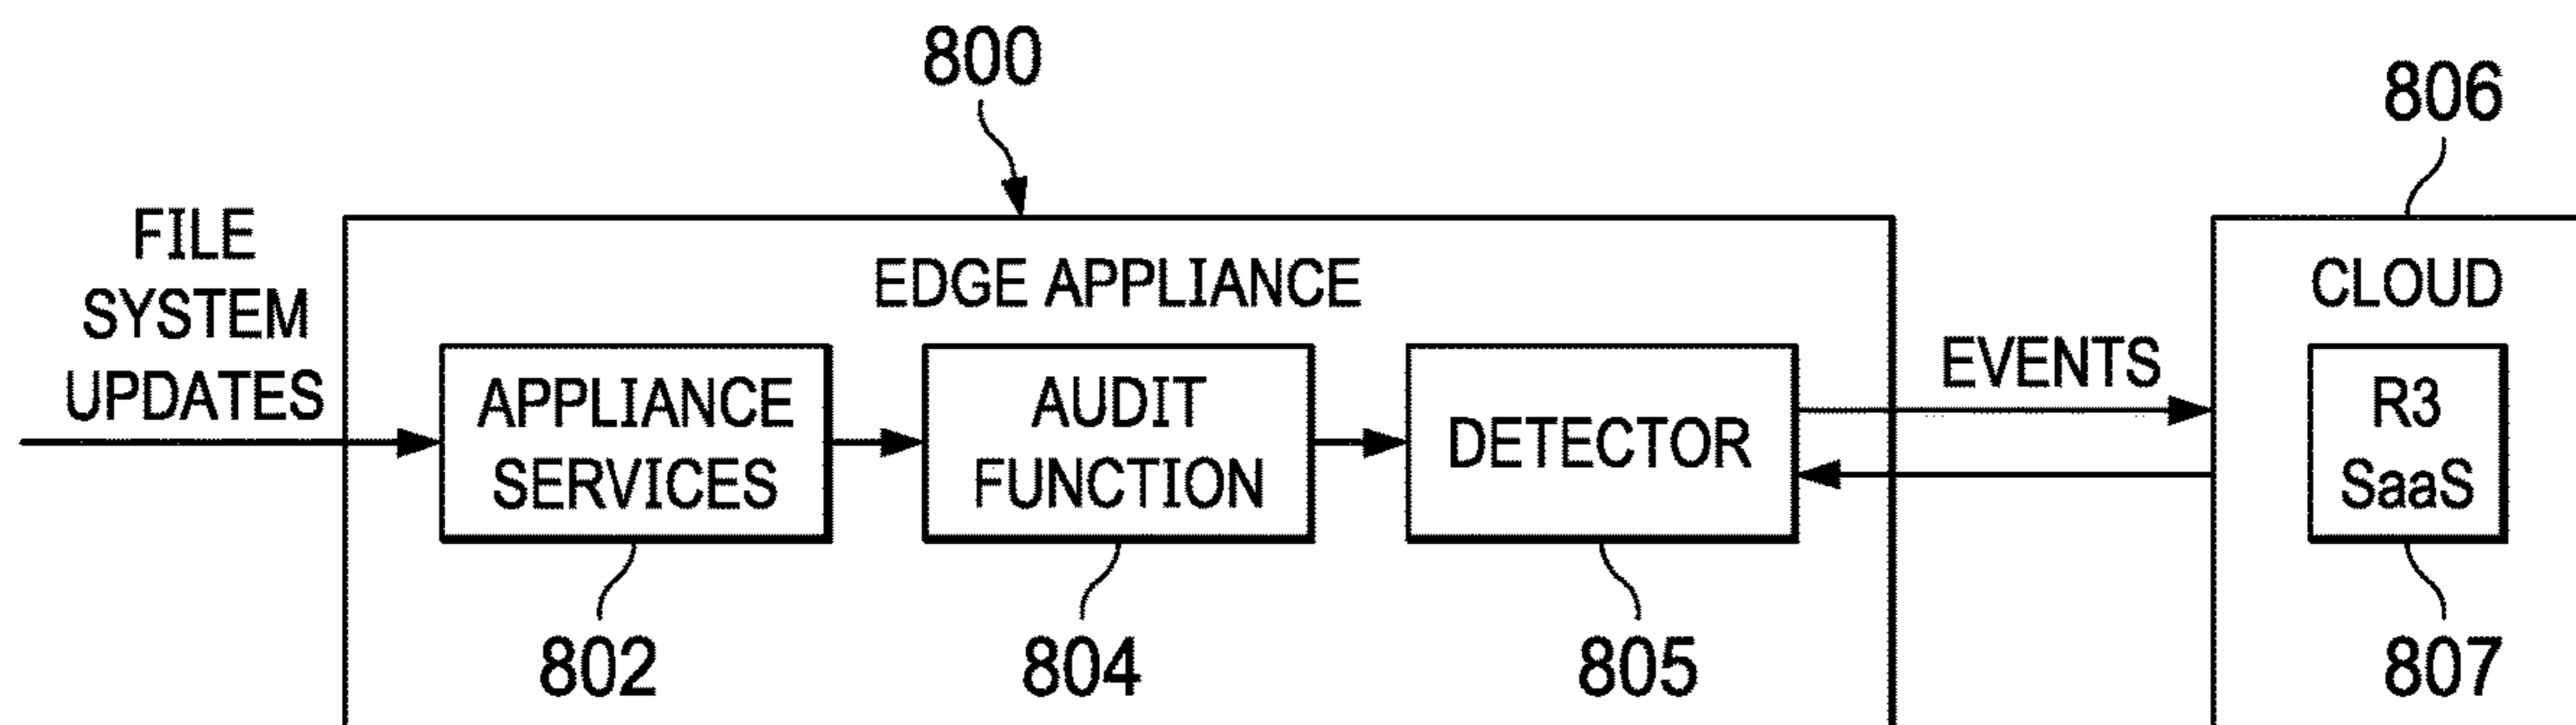 800
806
FILE
SYSTEM
UPDATES
EDGE APPLIANCE
APPLIANCE
SERVICES
AUDIT
FUNCTION
DETECTOR
EVENTS
CLOUD
R3
SaaS
802
804
805
807